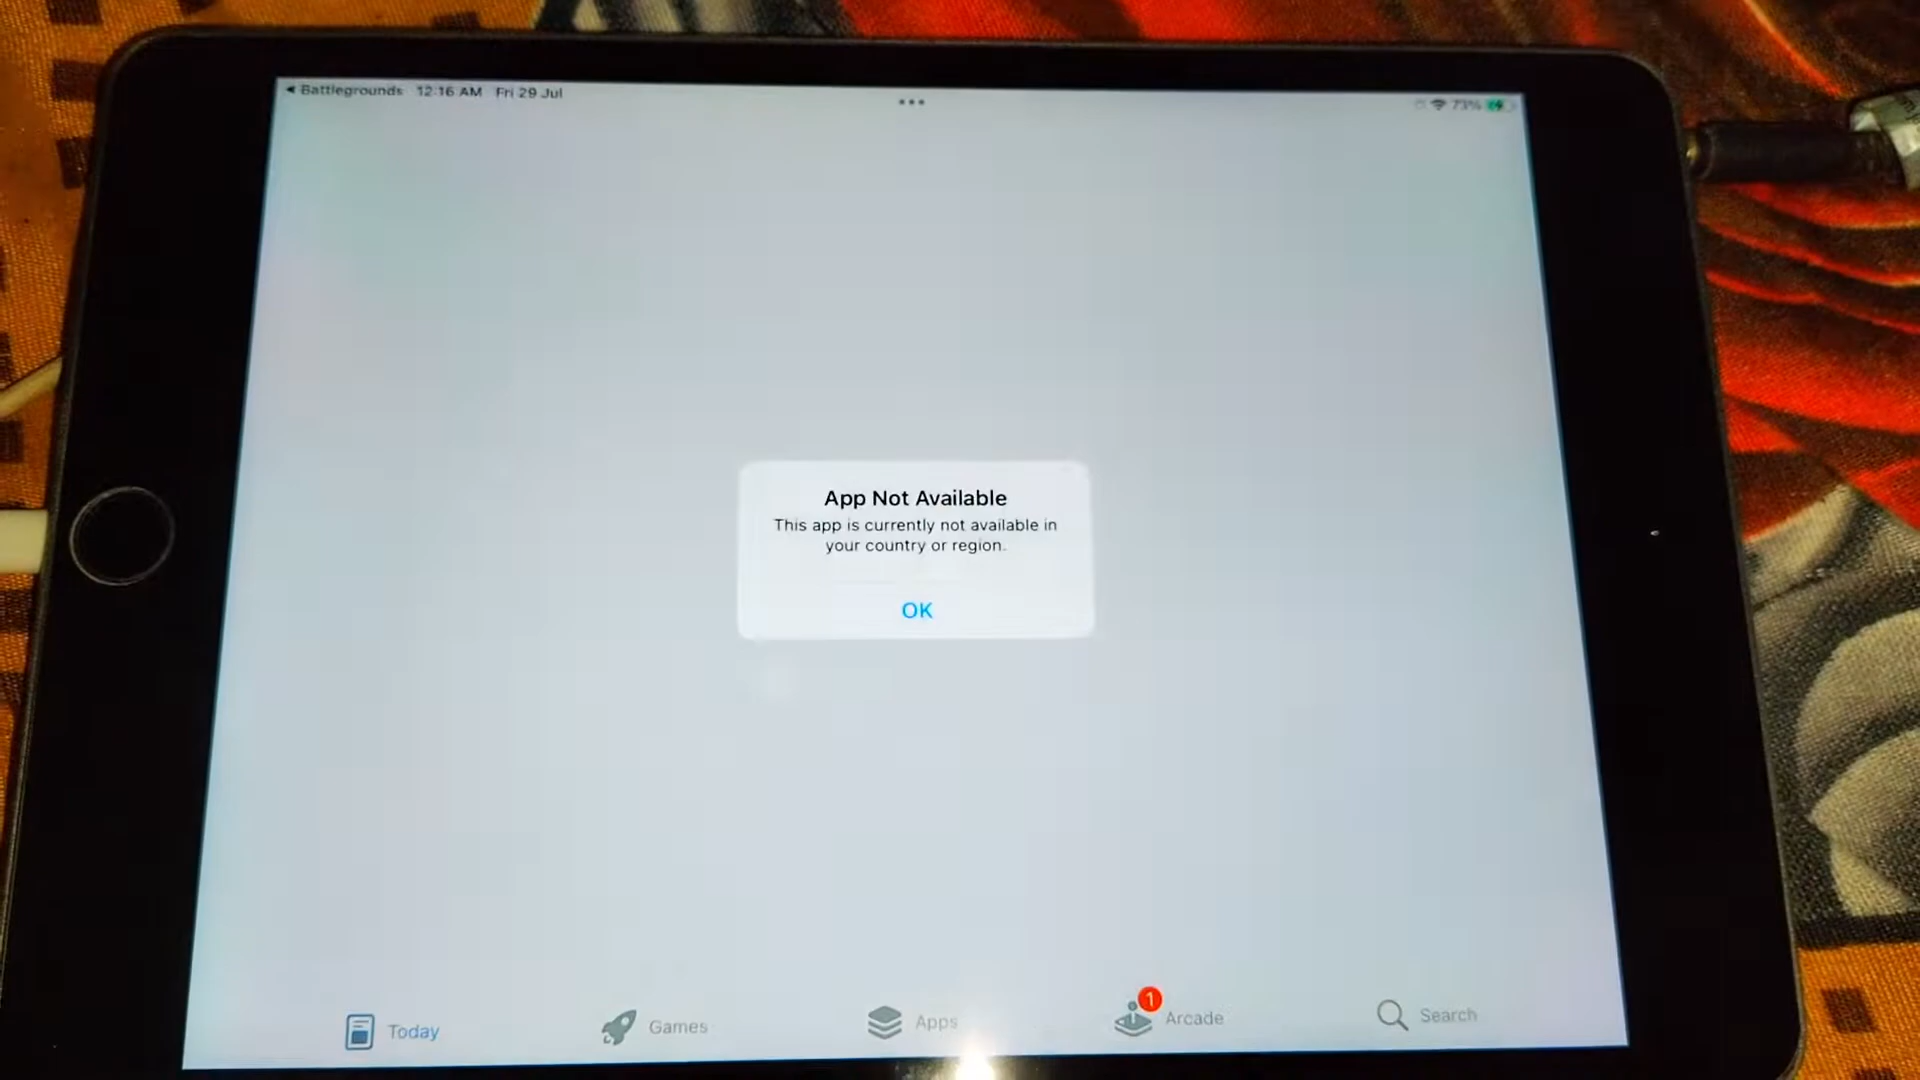 Battlegrounds 12:16 AM Fri 29 Jul
73%
App Not Available
This app is currently not available in
your country or region.
OK
1
Today Games Apps Arcade Search